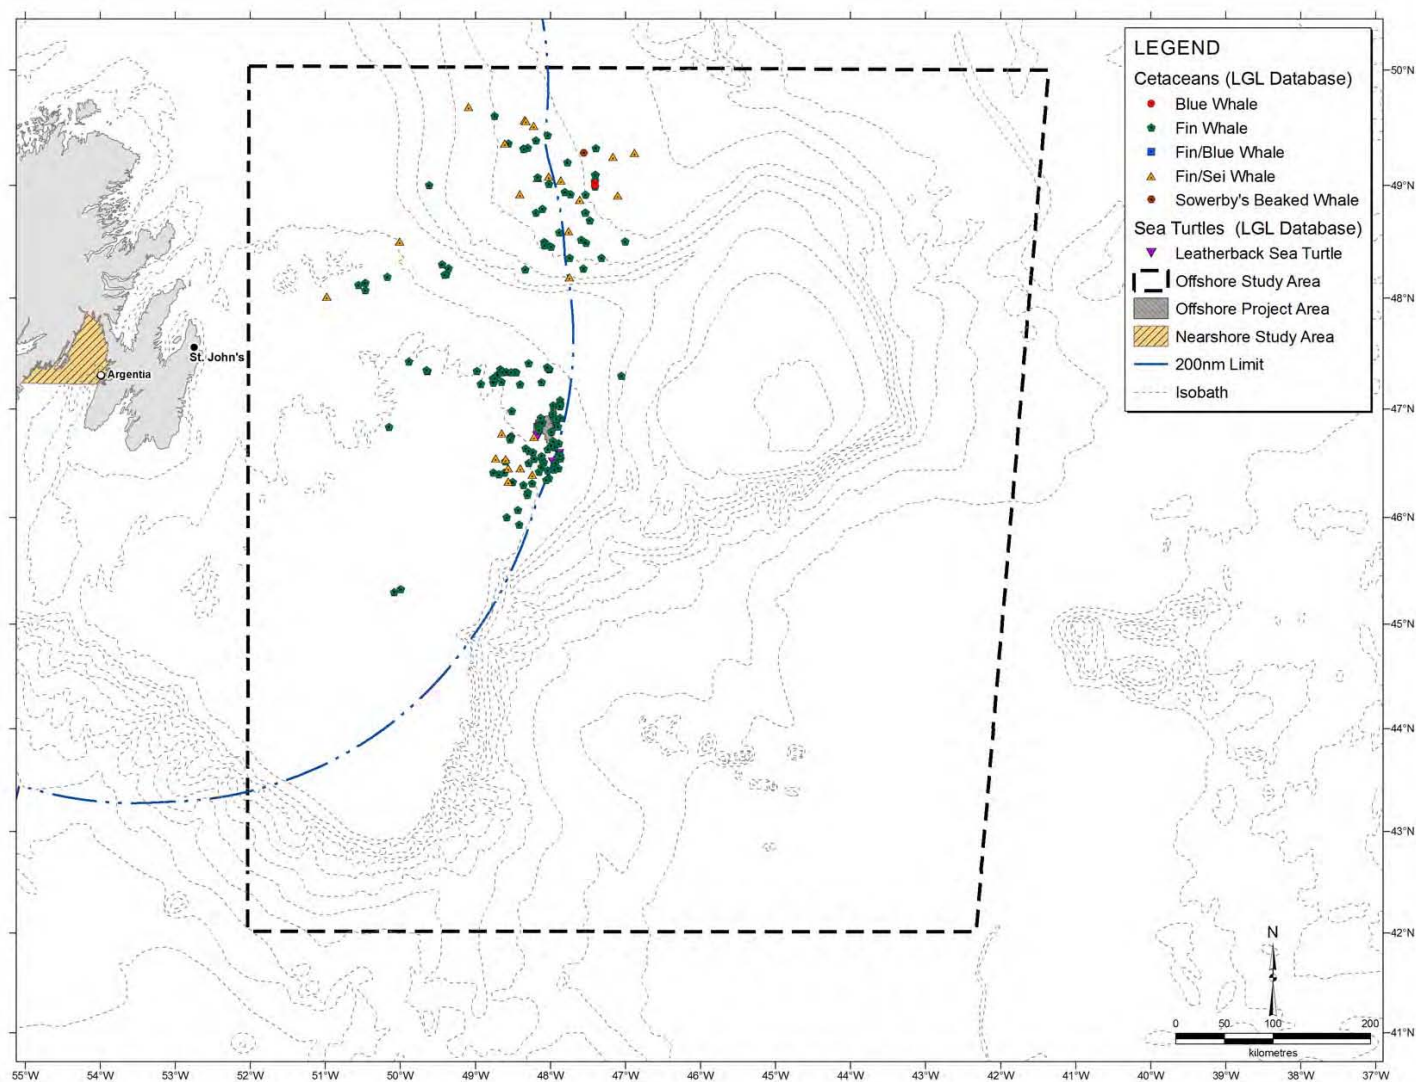 LEGEND
Cetaceans (LGL Database)
Blue Whale
Fin Whale
Fin/Blue Whale
Fin/Sei Whale
Sowerby's Beaked Whale
Sea Turtles (LGL Database)
Leatherback Sea Turtle
Offshore Study Area
Offshore Project Area
Nearshore Study Area
200nm Limit
Isobath
50°N
49°N
48°N
47°N
46°N
45°N
44°N
43°N
42°N
41°N
St. John's
Argentia
N
0 50 100 200
kilometres
55°W 54°W 53°W 52°W 51°W 50°W 49°W 48°W 47°W 46°W 45°W 44°W 43°W 42°W 41°W 40°W 39°W 38°W 37°W